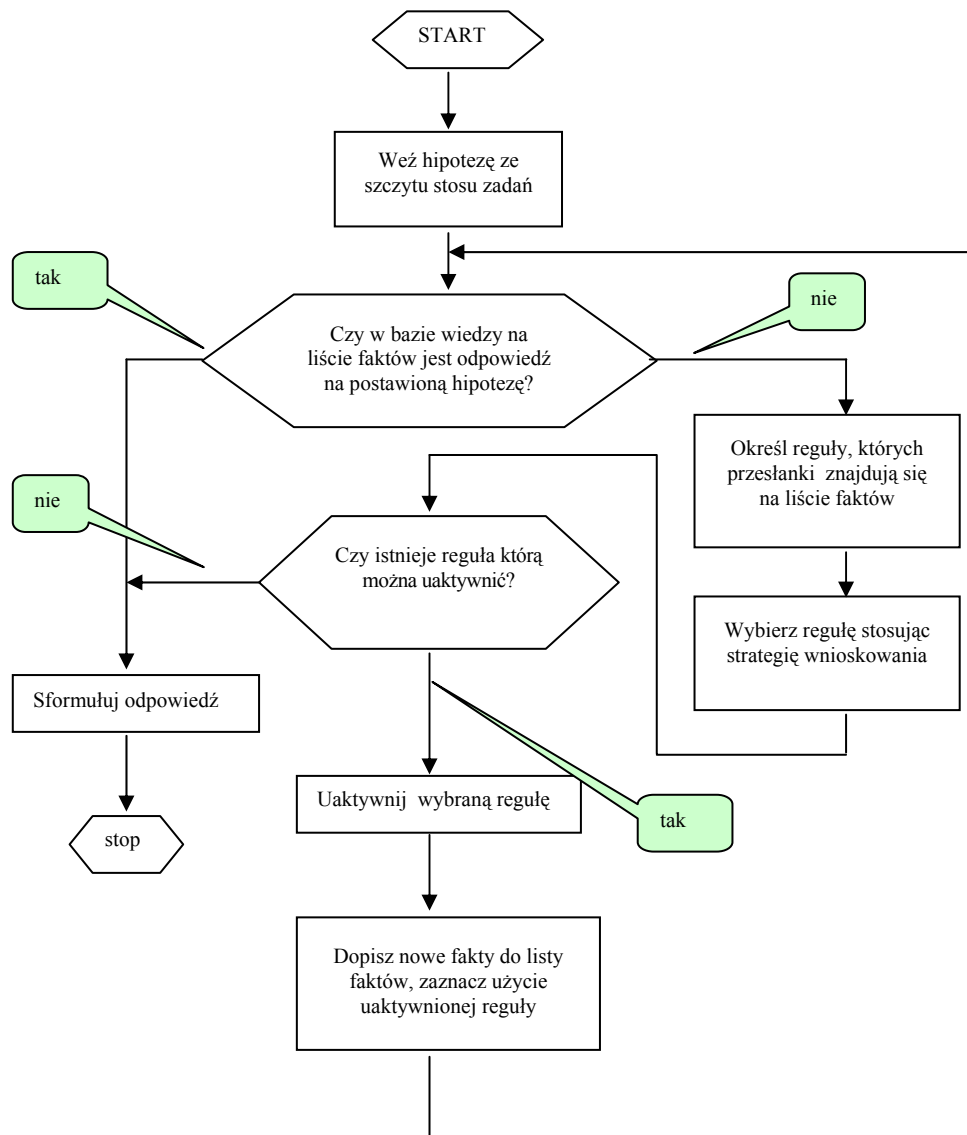 START
Weź hipotezę ze
szczytu stosu zadań
tak
nie
Czy w bazie wiedzy na
liście faktów jest odpowiedź
na postawioną hipotezę?
Określ reguły, których
przesłanki znajdują się
na liście faktów
nie
Czy istnieje reguła którą
można uaktywnić?
Wybierz regułę stosując
strategię wnioskowania
Sformułuj odpowiedź
Uaktywnij wybraną regułę
tak
stop
Dopisz nowe fakty do listy
faktów, zaznacz użycie
uaktywnionej reguły